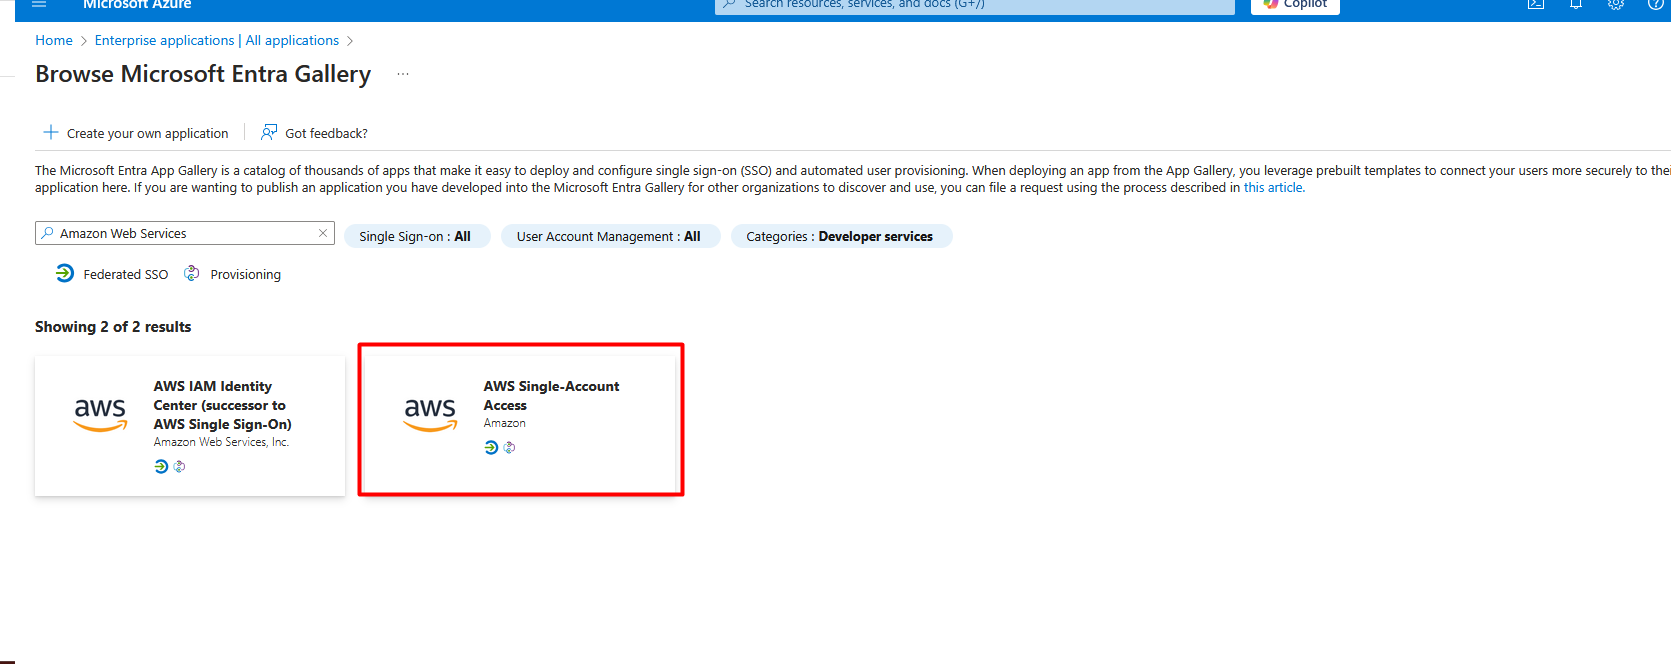 Microsoft Azure
Search resources, services, and docs (G+/)
Copilot
Home > Enterprise applications | All applications >
Browse Microsoft Entra Gallery ...
+ Create your own application
Got feedback?
The Microsoft Entra App Gallery is a catalog of thousands of apps that make it easy to deploy and configure single sign-on (SSO) and automated user provisioning. When deploying an app from the App Gallery, you leverage prebuilt templates to connect your users more securely to thei
application here. If you are wanting to publish an application you have developed into the Microsoft Entra Gallery for other organizations to discover and use, you can file a request using the process described in this article.
Amazon Web Services
Single Sign-on : All
User Account Management : All
Categories : Developer services
Federated SSO
Provisioning
Showing 2 of 2 results
aws
AWS IAM Identity
Center (successor to
AWS Single Sign-On)
Amazon Web Services, Inc.
aws
AWS Single-Account
Access
Amazon